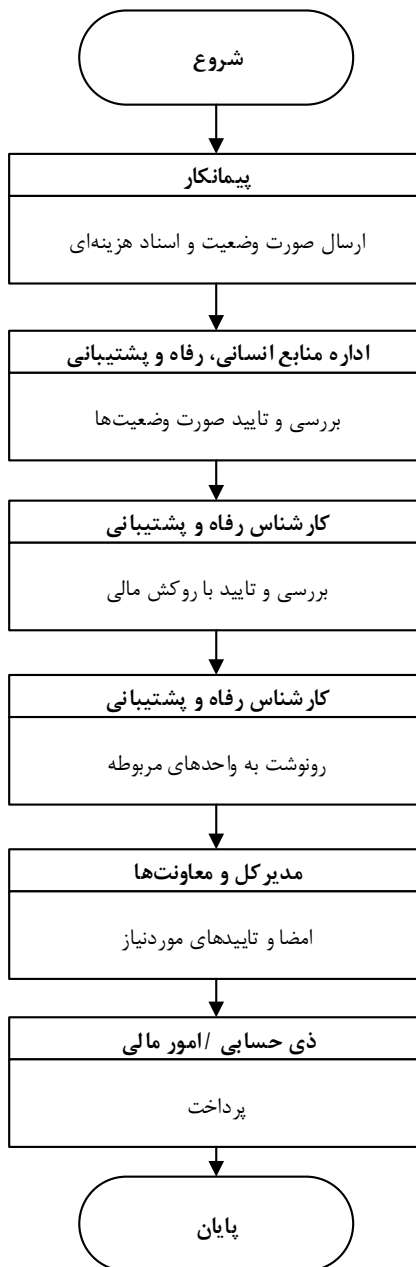 شروع
پیمانکار
ارسال صورت وضعیت و اسناد هزینه‌ای
اداره منابع انسانی، رفاه و پشتیبانی
بررسی و تایید صورت وضعیت‌ها
کارشناس رفاه و پشتیبانی
بررسی و تایید با روکش مالی
کارشناس رفاه و پشتیبانی
رونوشت به واحدهای مربوطه
مدیر کل و معاونت‌ها
امضا و تاییدهای موردنیاز
ذی حسابی /امور مالی
پرداخت
پایان